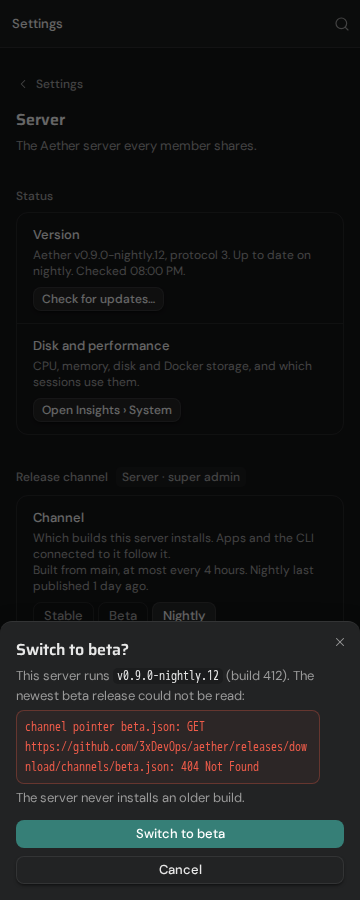 Settings
Settings
Server
The Aether server every member shares.
Status
Version
Aether v0.9.0-nightly.12, protocol 3. Up to date on
nightly. Checked 08:00 PM.
Check for updates...
Disk and performance
CPU, memory, disk and Docker storage, and which
sessions use them.
Open Insights › System
Release channel Server · super admin
Channel
Which builds this server installs. Apps and the CLI
connected to it follow it.
Built from main, at most every 4 hours. Nightly last
published 1 day ago.
Stable Beta Nightly
Switch to beta?
This server runs v0.9.0-nightly.12 (build 412). The
newest beta release could not be read:
channel pointer beta.json: GET
https://github.com/3xDevOps/aether/releases/dow
nload/channels/beta.json: 404 Not Found
The server never installs an older build.
Switch to beta
Cancel